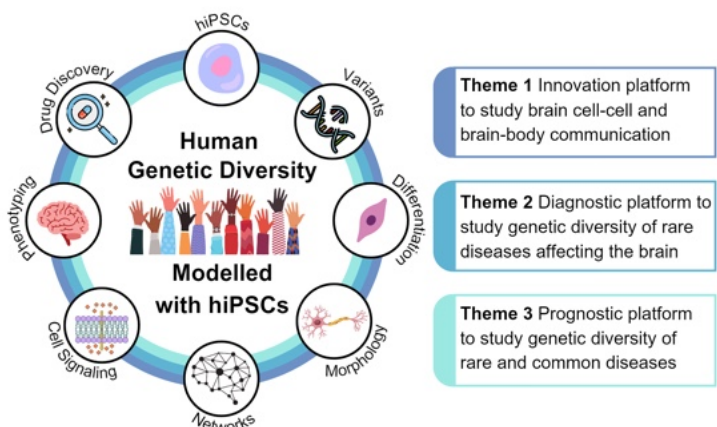 hiPSCs
Variants
Differentiation
Morphology
Networks
Cell Signaling
Phenotyping
Drug Discovery
Human
Genetic Diversity
Modelled
with hiPSCs
Theme 1 Innovation platform
to study brain cell-cell and
brain-body communication
Theme 2 Diagnostic platform to
study genetic diversity of rare
diseases affecting the brain
Theme 3 Prognostic platform
to study genetic diversity of
rare and common diseases